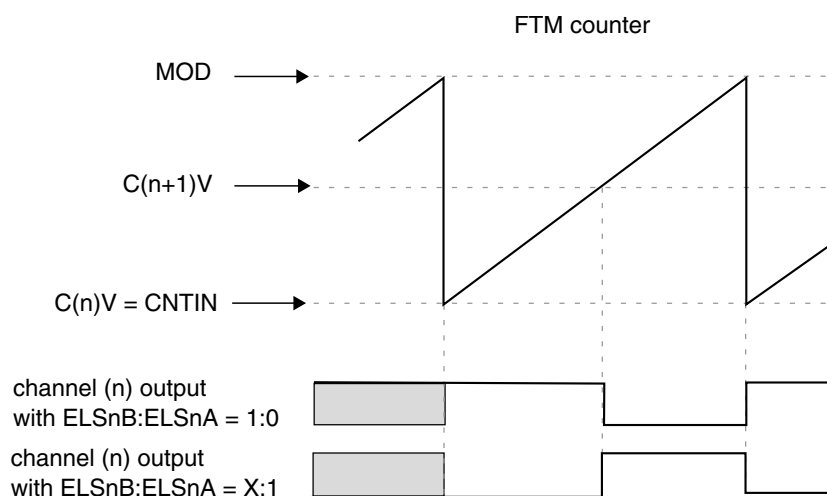 FTM counter
MOD
C(n+1)V
C(n)V = CNTIN
channel (n) output
with ELSnB:ELSnA = 1:0
channel (n) output
with ELSnB:ELSnA = X:1